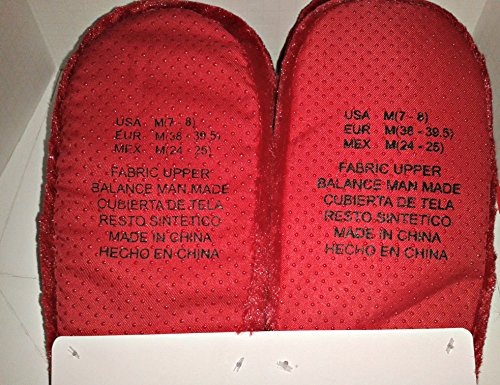 USA - M(7 - 8)
EUR M(38 - 39.5)
MEX M(24 - 25)
FABRIC UPPER
BALANCE MAN MADE
CUBIERTA DE TELA
RESTO SINTETICO
MADE IN CHINA
HECHO EN CHINA
USA - M(7 - 8)
EUR M(38 - 39.5)
MEX M(24 - 25)
FABRIC UPPER
BALANCE MAN MADE
CUBIERTA DE TELA
RESTO SINTETICO
MADE IN CHINA
HECHO EN CHINA